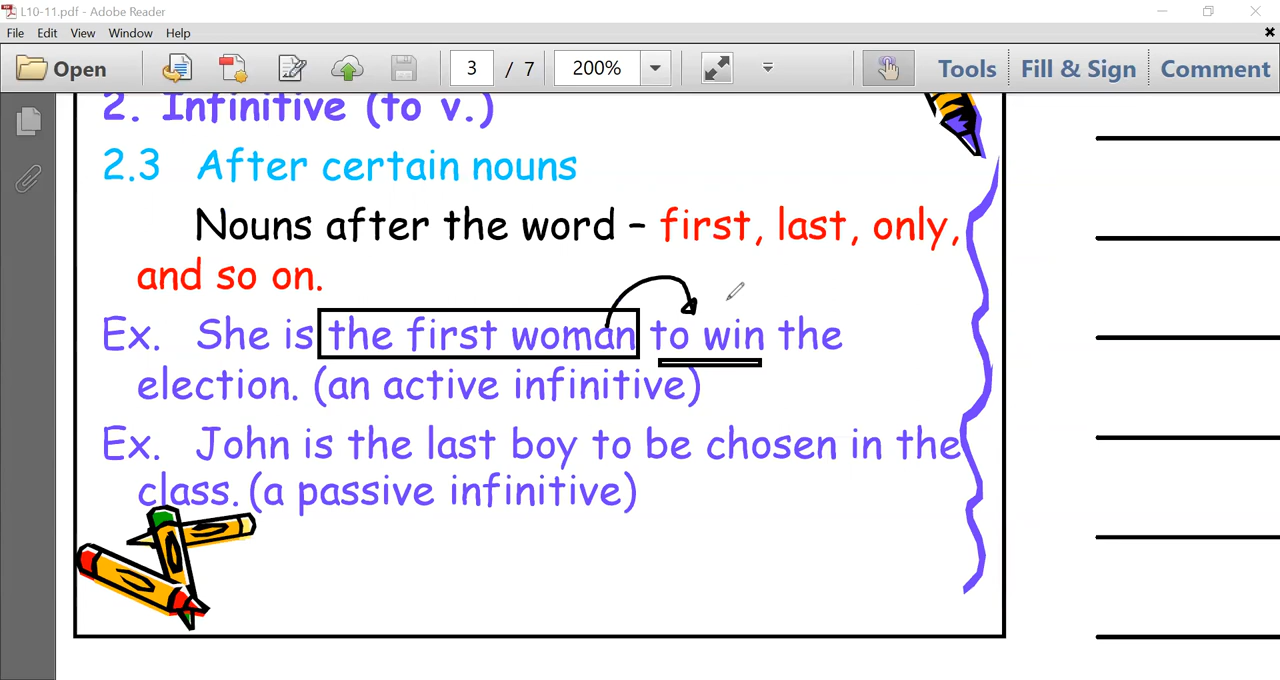 L10-11.pdf - Adobe Reader
File Edit View Window Help
Open 3 / 7 200% Tools Fill & Sign Comment
2. Infinitive (to v.)
2.3 After certain nouns
Nouns after the word – first, last, only,
and so on.
Ex. She is the first woman to win the
election. (an active infinitive)
Ex. John is the last boy to be chosen in the
class. (a passive infinitive)